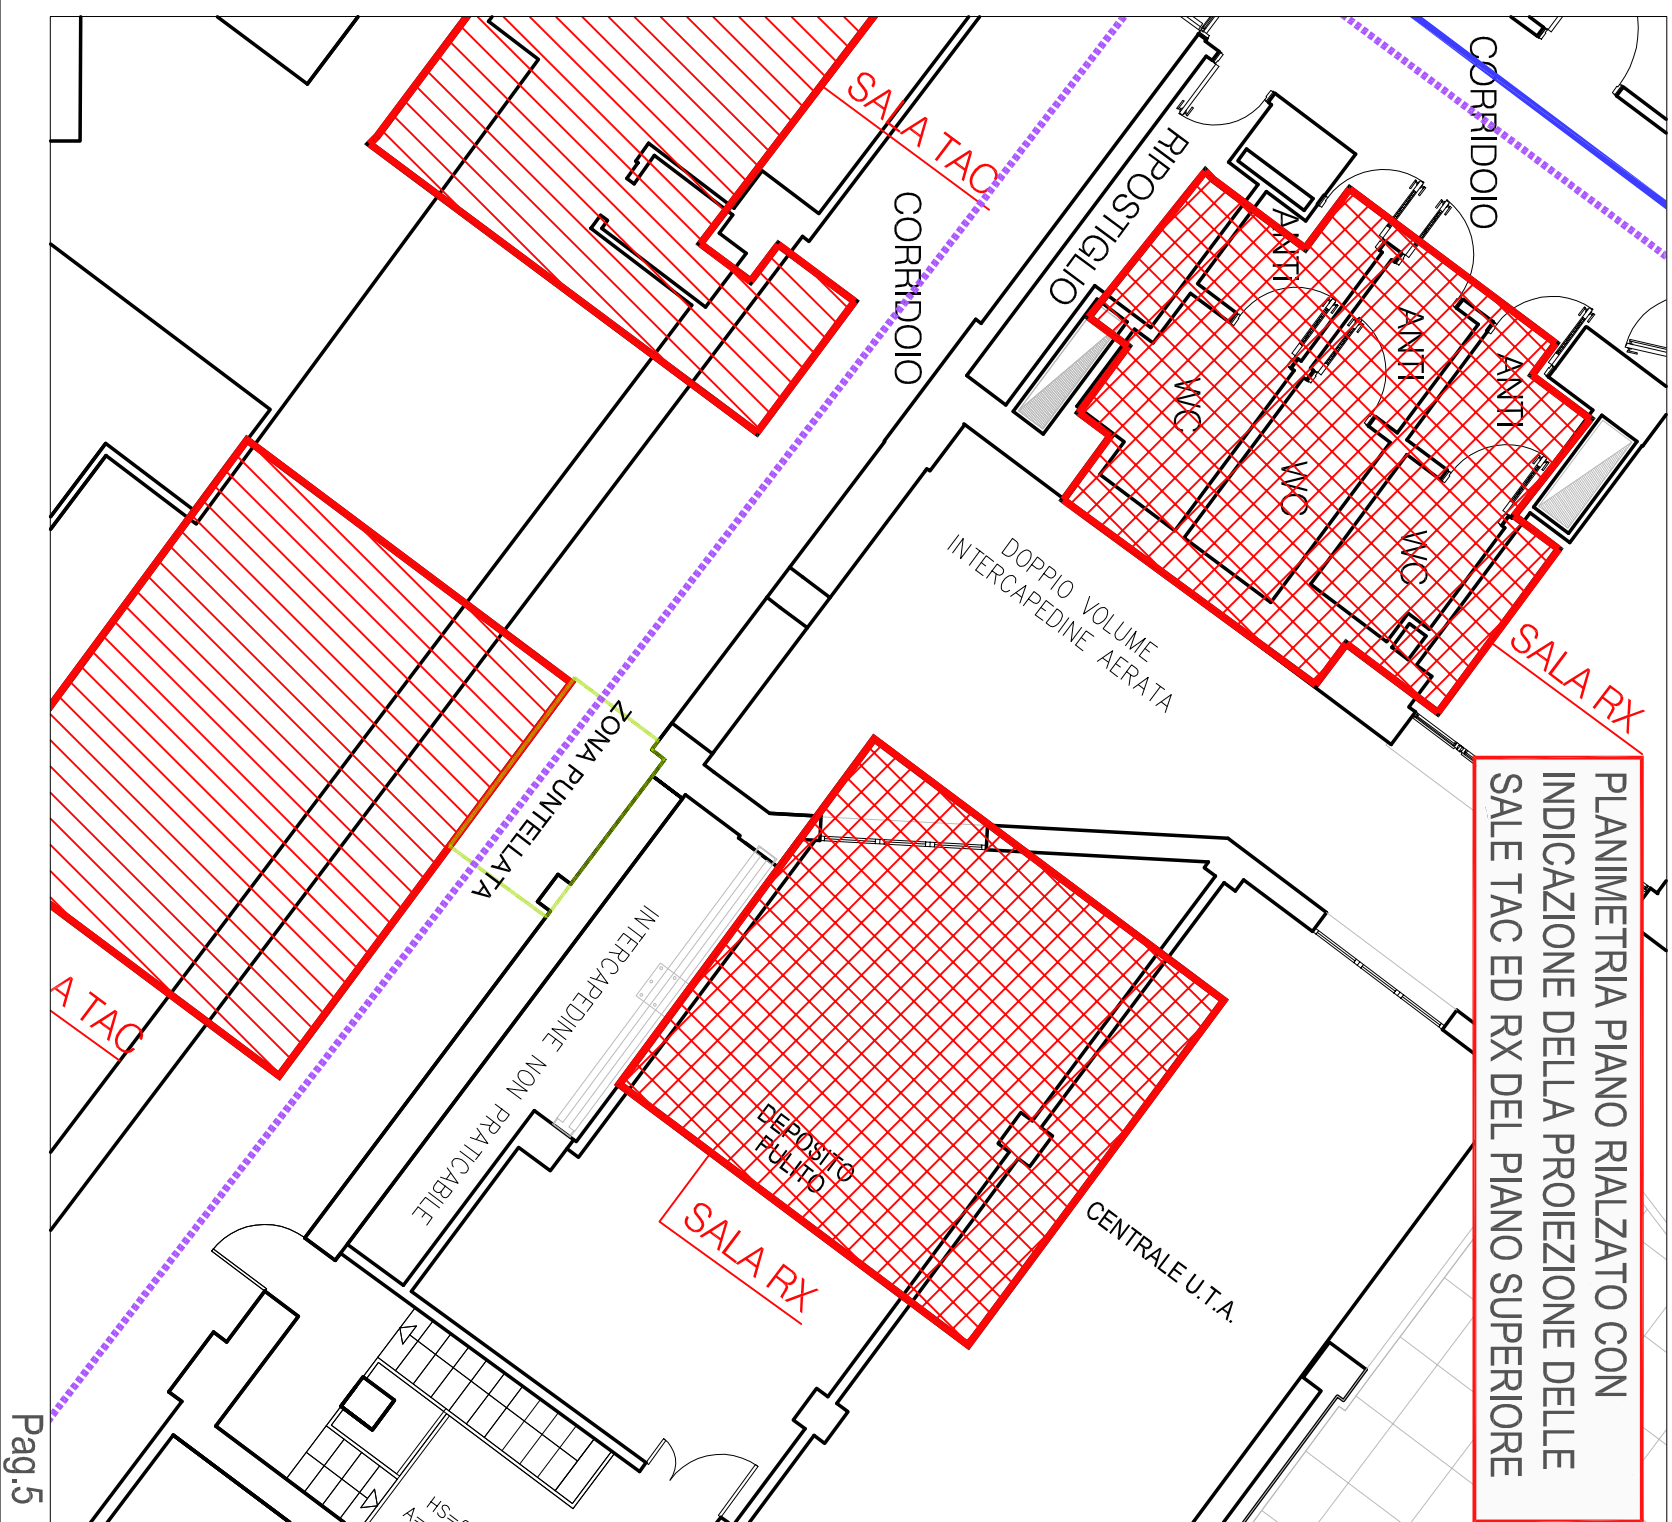 PLANIMETRIA PIANO RIALZATO CON
INDICAZIONE DELLA PROIEZIONE DELLE
SALE TAC ED RX DEL PIANO SUPERIORE
CORRIDOIO
SALA TAC
CORRIDOIO
RIPOSTIGLIO
ANTI
ANTI
ANTI
WC
WC
WC
SALA RX
DOPPIO VOLUME
INTERCAPEDINE AERATA
ZONA PUNTELLATA
INTERCAPEDINE NON PRATICABILE
A TAC
DEPOSITO
PULITO
SALA RX
CENTRALE U.T.A.
HS=
A=
Pag.5